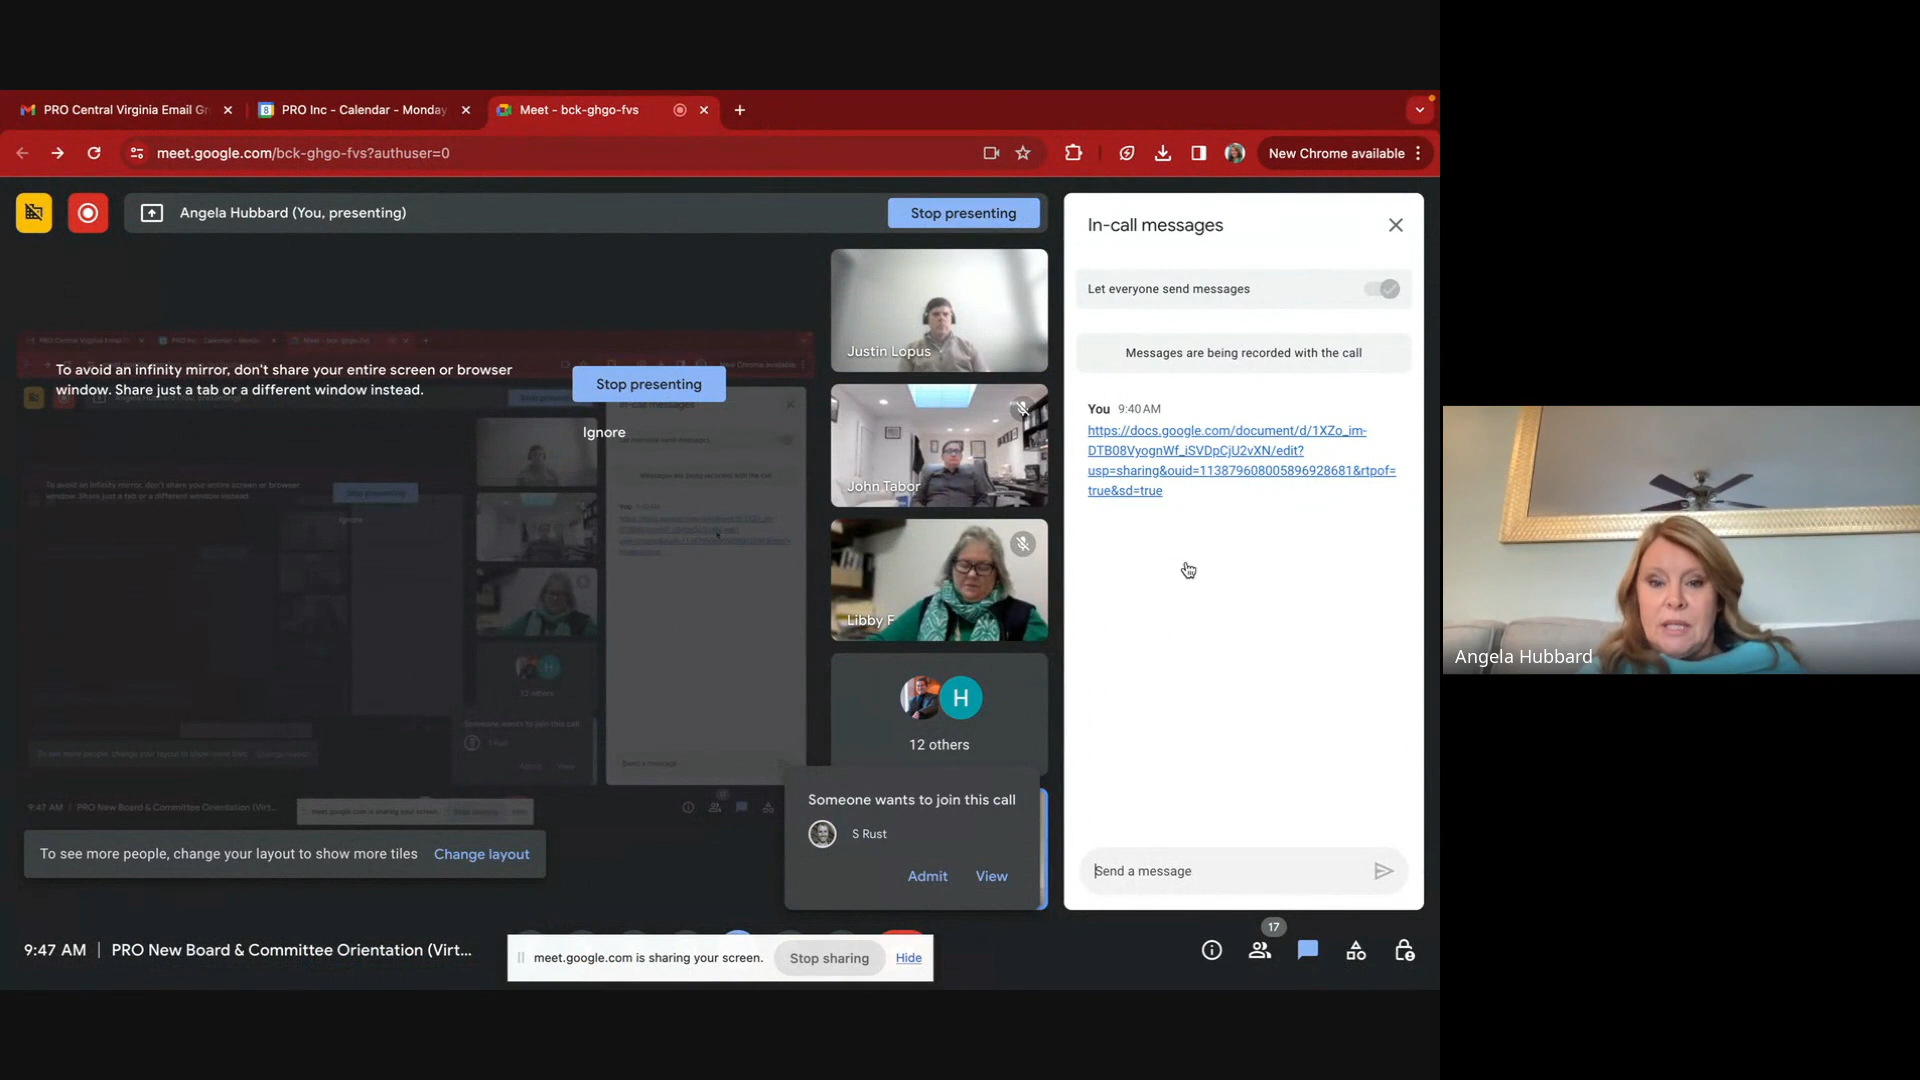 PRO Central Virginia Email Gr
PRO Inc - Calendar - Monday
Meet - bck-ghgo-fvs
meet.google.com/bck-ghgo-fvs?authuser=0
New Chrome available
Angela Hubbard (You, presenting)
Stop presenting
To avoid an infinity mirror, don't share your entire screen or browser
window. Share just a tab or a different window instead.
Stop presenting
Ignore
Justin Lopus
John Tabor
Libby F
H
12 others
Someone wants to join this call
S Rust
Admit View
To see more people, change your layout to show more tiles Change layout
9:47 AM | PRO New Board & Committee Orientation (Virt...
meet.google.com is sharing your screen. Stop sharing Hide
In-call messages
Let everyone send messages
Messages are being recorded with the call
You 9:40 AM
https://docs.google.com/document/d/1XZo_im-
DTB08VyognWf_iSVDpCjU2vXN/edit?
usp=sharing&ouid=113879608005896928681&rtpof=
true&sd=true
Send a message
17
Angela Hubbard